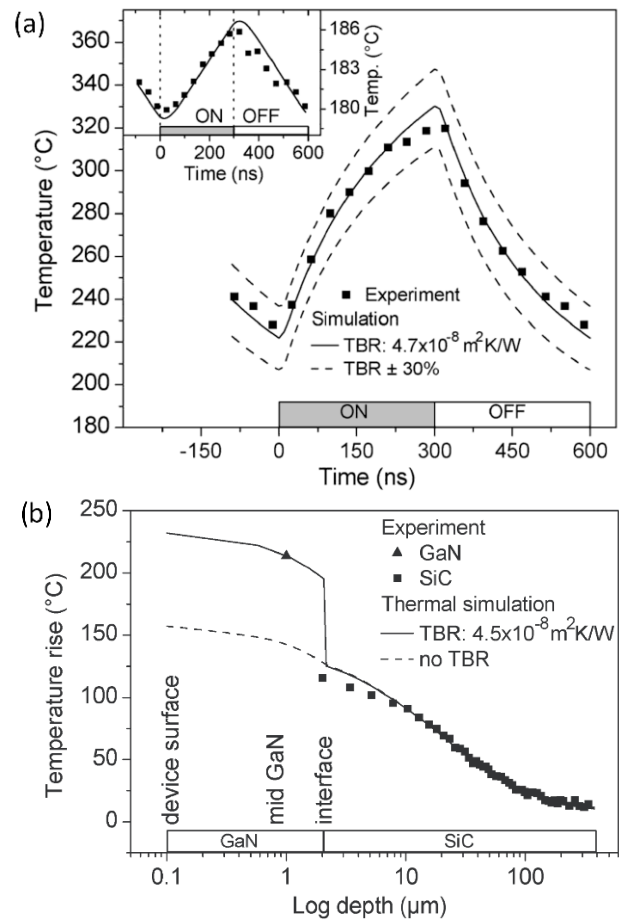 (a)
360
340
320
300
280
260
240
220
200
180
Temperature (°C)
-150
0
150
300
450
600
Time (ns)
186
183
180
Temp. (°C)
ON
OFF
0
200
400
600
Time (ns)
Experiment
Simulation
TBR: 4.7x10⁻⁸ m²K/W
TBR ± 30%
ON
OFF
(b)
250
200
150
100
50
0
Temperature rise (°C)
Experiment
GaN
SiC
Thermal simulation
TBR: 4.5x10⁻⁸ m²K/W
no TBR
device surface
mid GaN
interface
GaN
SiC
0.1
1
10
100
Log depth (µm)